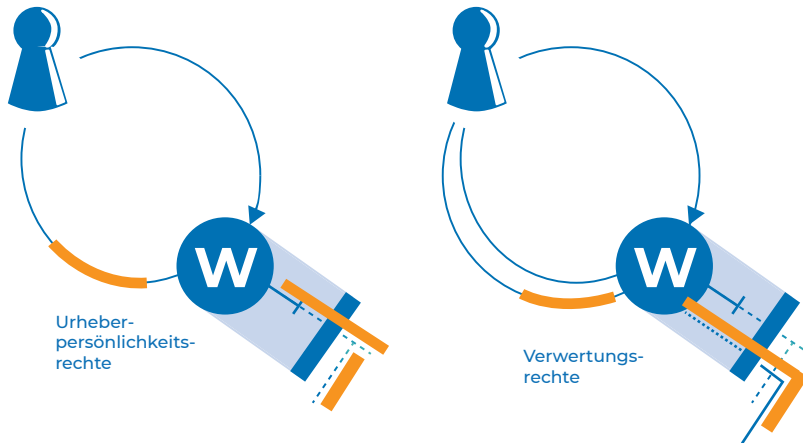 W
Urheber-
persönlichkeits-
rechte
W
Verwertungs-
rechte